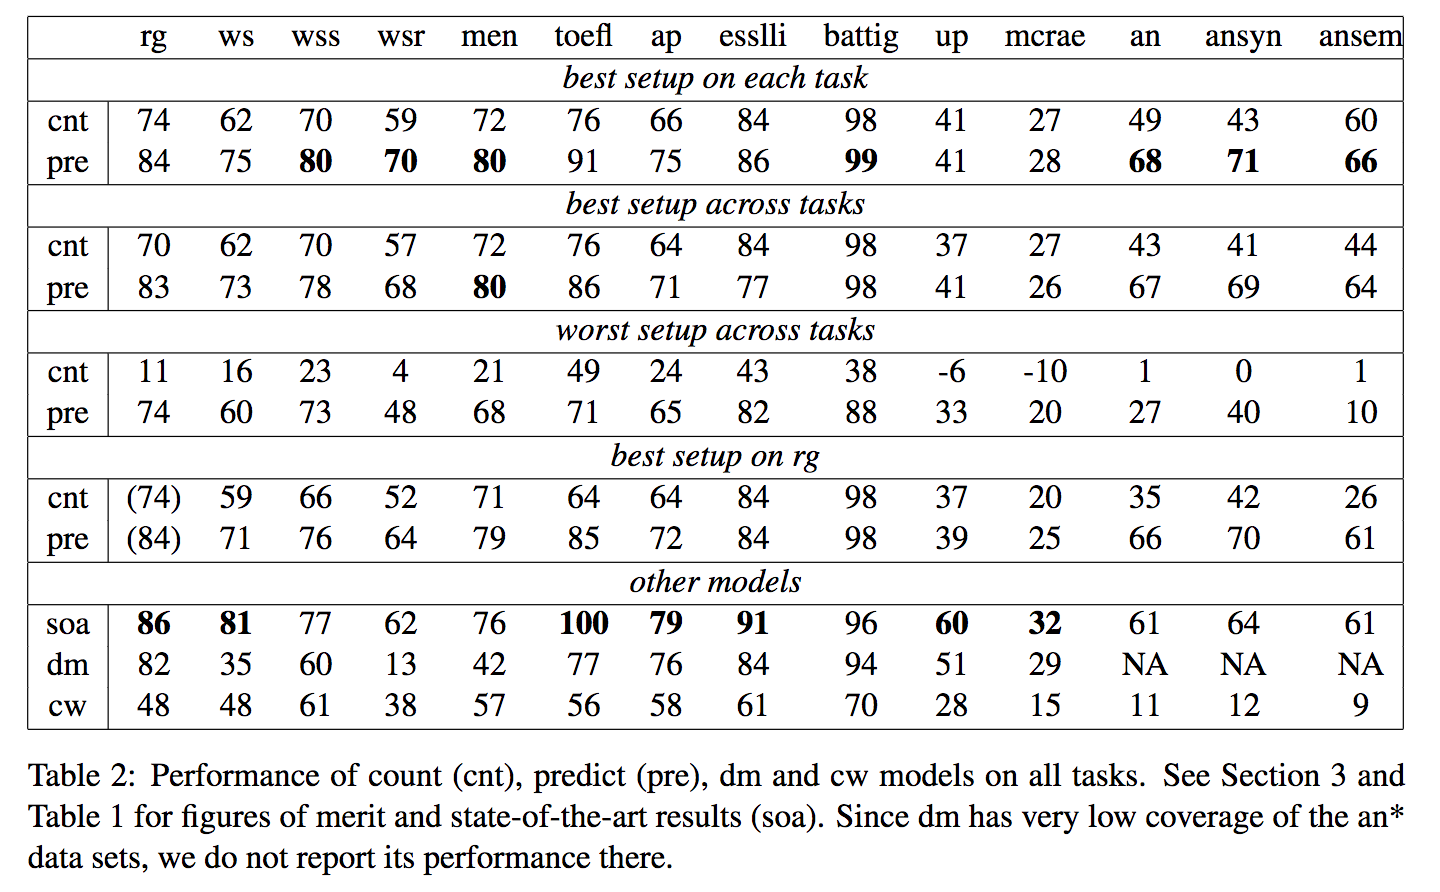 rg ws wss wsr men toefl ap esslli battig up mcrae an ansyn ansem
best setup on each task
cnt 74 62 70 59 72 76 66 84 98 41 27 49 43 60
pre 84 75 80 70 80 91 75 86 99 41 28 68 71 66
best setup across tasks
cnt 70 62 70 57 72 76 64 84 98 37 27 43 41 44
pre 83 73 78 68 80 86 71 77 98 41 26 67 69 64
worst setup across tasks
cnt 11 16 23 4 21 49 24 43 38 -6 -10 1 0 1
pre 74 60 73 48 68 71 65 82 88 33 20 27 40 10
best setup on rg
cnt (74) 59 66 52 71 64 64 84 98 37 20 35 42 26
pre (84) 71 76 64 79 85 72 84 98 39 25 66 70 61
other models
soa 86 81 77 62 76 100 79 91 96 60 32 61 64 61
dm 82 35 60 13 42 77 76 84 94 51 29 NA NA NA
cw 48 48 61 38 57 56 58 61 70 28 15 11 12 9
Table 2: Performance of count (cnt), predict (pre), dm and cw models on all tasks. See Section 3 and
Table 1 for figures of merit and state-of-the-art results (soa). Since dm has very low coverage of the an*
data sets, we do not report its performance there.